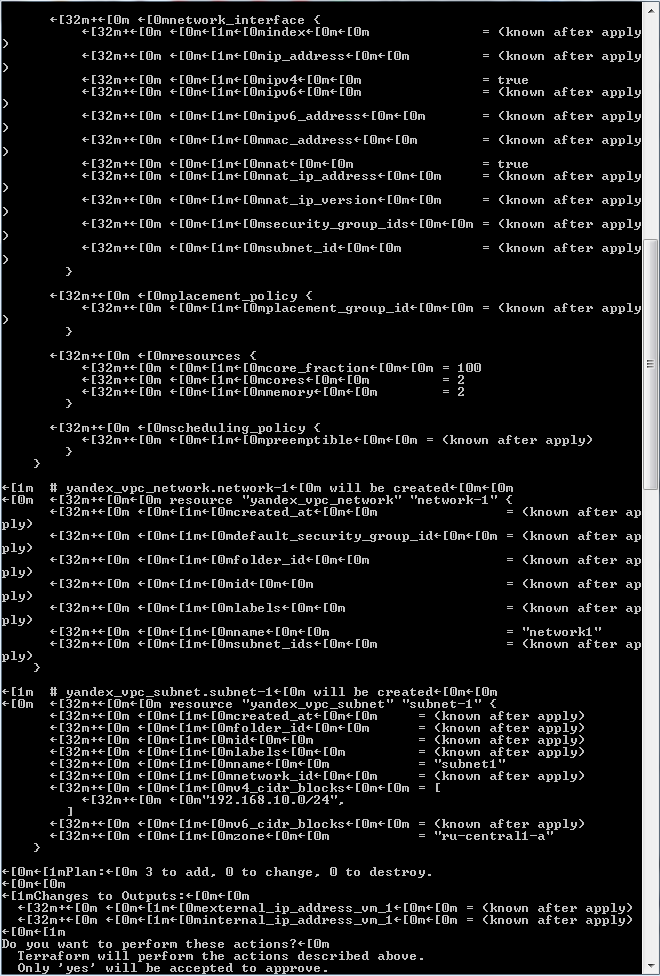 ←[32m+←[0m ←[0mnetwork_interface {
          ←[32m+←[0m ←[0m←[1m←[0mindex←[0m←[0m              = (known after apply
)
          ←[32m+←[0m ←[0m←[1m←[0mip_address←[0m←[0m         = (known after apply
)
          ←[32m+←[0m ←[0m←[1m←[0mipv4←[0m←[0m               = true
          ←[32m+←[0m ←[0m←[1m←[0mipv6←[0m←[0m               = (known after apply
)
          ←[32m+←[0m ←[0m←[1m←[0mipv6_address←[0m←[0m       = (known after apply
)
          ←[32m+←[0m ←[0m←[1m←[0mmac_address←[0m←[0m        = (known after apply
)
          ←[32m+←[0m ←[0m←[1m←[0mnat←[0m←[0m                = true
          ←[32m+←[0m ←[0m←[1m←[0mnat_ip_address←[0m←[0m     = (known after apply
)
          ←[32m+←[0m ←[0m←[1m←[0mnat_ip_version←[0m←[0m     = (known after apply
)
          ←[32m+←[0m ←[0m←[1m←[0msecurity_group_ids←[0m←[0m = (known after apply
)
          ←[32m+←[0m ←[0m←[1m←[0msubnet_id←[0m←[0m          = (known after apply
)
        }
      ←[32m+←[0m ←[0mplacement_policy {
          ←[32m+←[0m ←[0m←[1m←[0mplacement_group_id←[0m←[0m = (known after apply
)
        }
      ←[32m+←[0m ←[0mresources {
          ←[32m+←[0m ←[0m←[1m←[0mcore_fraction←[0m←[0m = 100
          ←[32m+←[0m ←[0m←[1m←[0mcores←[0m←[0m         = 2
          ←[32m+←[0m ←[0m←[1m←[0mmemory←[0m←[0m        = 2
        }
      ←[32m+←[0m ←[0mscheduling_policy {
          ←[32m+←[0m ←[0m←[1m←[0mpreemptible←[0m←[0m = (known after apply)
        }
    }
←[1m  # yandex_vpc_network.network-1←[0m will be created←[0m←[0m
←[0m  ←[32m+←[0m←[0m resource "yandex_vpc_network" "network-1" {
      ←[32m+←[0m ←[0m←[1m←[0mcreated_at←[0m←[0m                = (known after ap
ply)
      ←[32m+←[0m ←[0m←[1m←[0mdefault_security_group_id←[0m←[0m = (known after ap
ply)
      ←[32m+←[0m ←[0m←[1m←[0mfolder_id←[0m←[0m                 = (known after ap
ply)
      ←[32m+←[0m ←[0m←[1m←[0mid←[0m←[0m                        = (known after ap
ply)
      ←[32m+←[0m ←[0m←[1m←[0mlabels←[0m←[0m                    = (known after ap
ply)
      ←[32m+←[0m ←[0m←[1m←[0mname←[0m←[0m                      = "network1"
      ←[32m+←[0m ←[0m←[1m←[0msubnet_ids←[0m←[0m                = (known after ap
ply)
    }
←[1m  # yandex_vpc_subnet.subnet-1←[0m will be created←[0m←[0m
←[0m  ←[32m+←[0m←[0m resource "yandex_vpc_subnet" "subnet-1" {
      ←[32m+←[0m ←[0m←[1m←[0mcreated_at←[0m←[0m     = (known after apply)
      ←[32m+←[0m ←[0m←[1m←[0mfolder_id←[0m←[0m      = (known after apply)
      ←[32m+←[0m ←[0m←[1m←[0mid←[0m←[0m             = (known after apply)
      ←[32m+←[0m ←[0m←[1m←[0mlabels←[0m←[0m         = (known after apply)
      ←[32m+←[0m ←[0m←[1m←[0mname←[0m←[0m           = "subnet1"
      ←[32m+←[0m ←[0m←[1m←[0mnetwork_id←[0m←[0m     = (known after apply)
      ←[32m+←[0m ←[0m←[1m←[0mv4_cidr_blocks←[0m←[0m = [
          ←[32m+←[0m ←[0m"192.168.10.0/24",
        ]
      ←[32m+←[0m ←[0m←[1m←[0mv6_cidr_blocks←[0m←[0m = (known after apply)
      ←[32m+←[0m ←[0m←[1m←[0mzone←[0m←[0m           = "ru-central1-a"
    }
←[0m←[1mPlan:←[0m 3 to add, 0 to change, 0 to destroy.
←[0m←[0m
←[1mChanges to Outputs:←[0m←[0m
  ←[32m+←[0m ←[0m←[1m←[0mexternal_ip_address_vm_1←[0m←[0m = (known after apply)
  ←[32m+←[0m ←[0m←[1m←[0minternal_ip_address_vm_1←[0m←[0m = (known after apply)
←[0m←[1m
Do you want to perform these actions?←[0m
  Terraform will perform the actions described above.
  Only 'yes' will be accepted to approve.